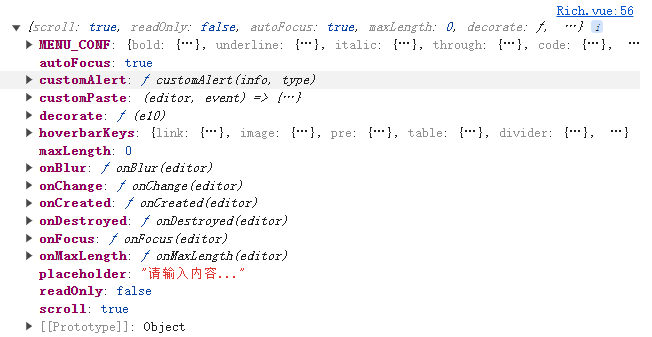 Rich.vue:56
{scroll: true, readOnly: false, autoFocus: true, maxLength: 0, decorate: ƒ, …} i
MENU_CONF: {bold: {…}, underline: {…}, italic: {…}, through: {…}, code: {…}, …
autoFocus: true
customAlert: ƒ customAlert(info, type)
customPaste: (editor, event) => {…}
decorate: ƒ (e10)
hoverbarKeys: {link: {…}, image: {…}, pre: {…}, table: {…}, divider: {…}, …}
maxLength: 0
onBlur: ƒ onBlur(editor)
onChange: ƒ onChange(editor)
onCreated: ƒ onCreated(editor)
onDestroyed: ƒ onDestroyed(editor)
onFocus: ƒ onFocus(editor)
onMaxLength: ƒ onMaxLength(editor)
placeholder: "请输入内容..."
readOnly: false
scroll: true
[[Prototype]]: Object